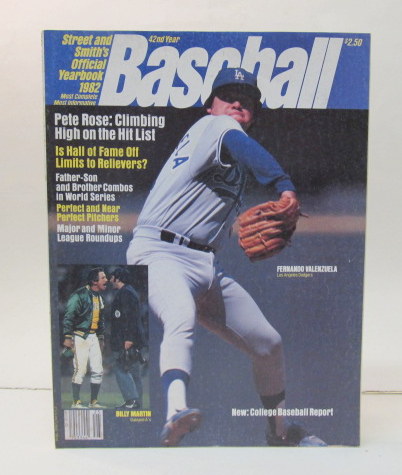 Street and
Smith's
Official
Yearbook
1982
Most Complete
Most Informative
42nd Year
$2.50
Baseball
LA
Pete Rose: Climbing
High on the Hit List
Is Hall of Fame Off
Limits to Relievers?
Father-Son
and Brother Combos
in World Series
Perfect and Near
Perfect Pitchers
Major and Minor
League Roundups
FERNANDO VALENZUELA
Los Angeles Dodgers
BILLY MARTIN
Oakland A's
New: College Baseball Report